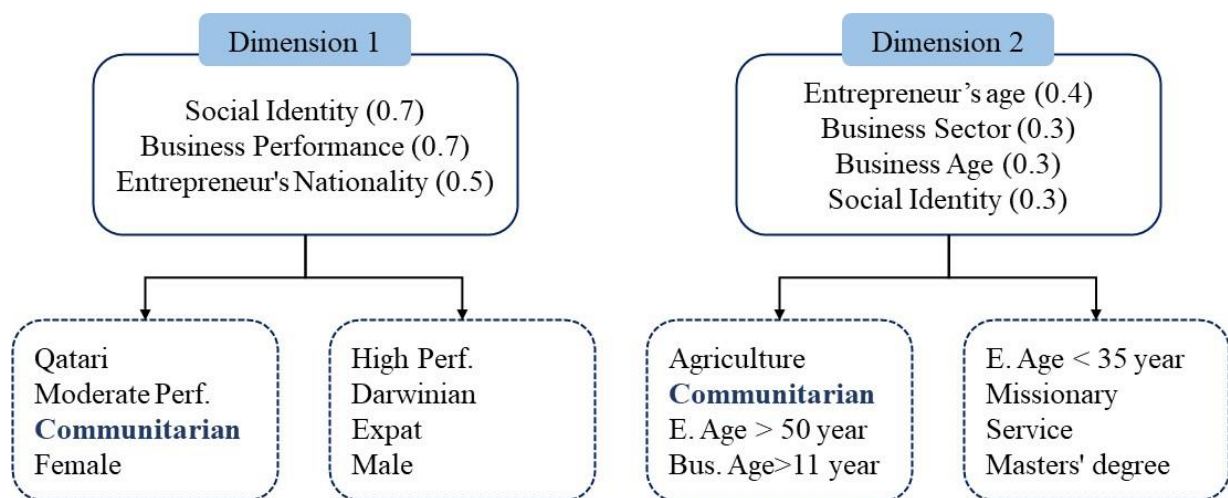 Dimension 1
Social Identity (0.7)
Business Performance (0.7)
Entrepreneur's Nationality (0.5)
Qatari
Moderate Perf.
Communitarian
Female
High Perf.
Darwinian
Expat
Male
Dimension 2
Entrepreneur’s age (0.4)
Business Sector (0.3)
Business Age (0.3)
Social Identity (0.3)
Agriculture
Communitarian
E. Age > 50 year
Bus. Age>11 year
E. Age < 35 year
Missionary
Service
Masters' degree